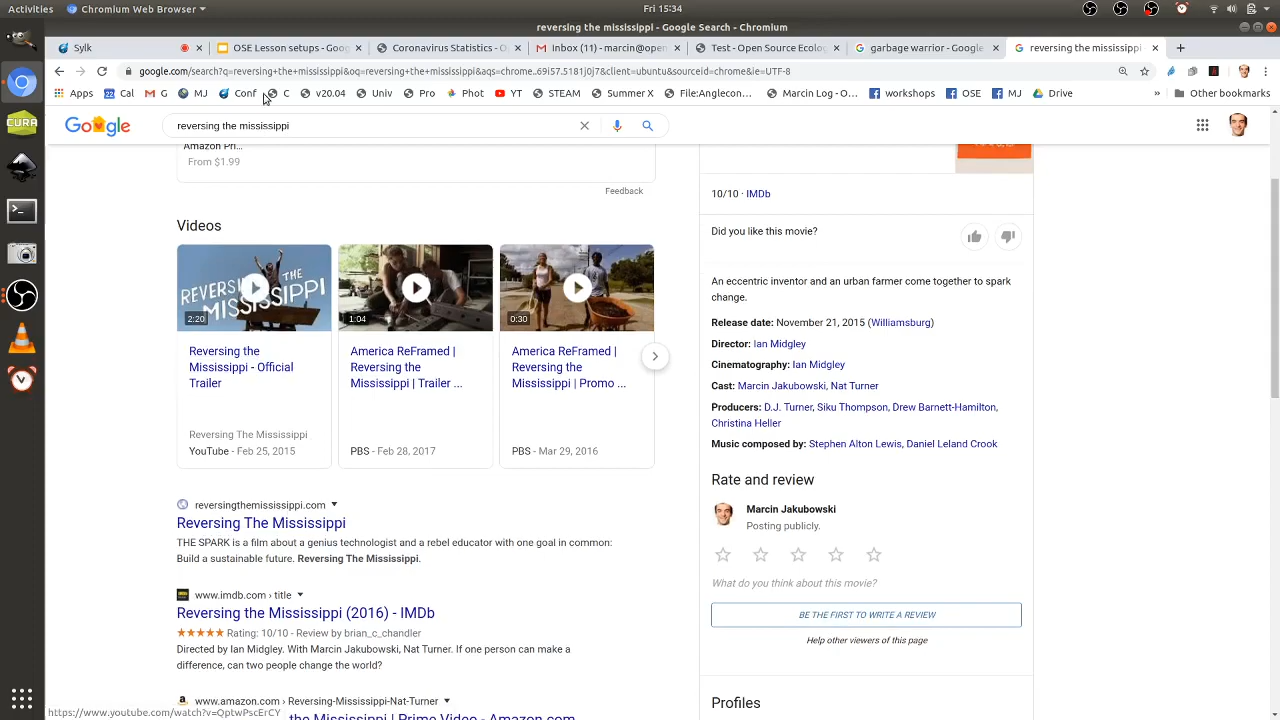 Activities
Chromium Web Browser
Fri 15:34
reversing the mississippi - Google Search - Chromium
Sylk
OSE Lesson setups - Goog
Coronavirus Statistics - O
Inbox (11) - marcin@open
Test - Open Source Ecolog
garbage warrior - Google
reversing the mississippi
google.com/search?q=reversing+the+mississippi&oq=reversing+the+mississippi&aqs=chrome..69i57.5181j0j7&client=ubuntu&sourceid=chrome&ie=UTF-8
Apps
Cal
G
MJ
Conf
C
v20.04
Univ
Pro
Phot
YT
STEAM
Summer X
File:Anglecon...
Marcin Log - O...
workshops
OSE
MJ
Drive
»
Other bookmarks
Google
reversing the mississippi
Amazon Pri...
From $1.99
Feedback
Videos
REVERSING THE MISSISSIPPI
2:20
1:04
0:30
Reversing the
Mississippi - Official
Trailer
Reversing The Mississippi
YouTube - Feb 25, 2015
America ReFramed |
Reversing the
Mississippi | Trailer ...
PBS - Feb 28, 2017
America ReFramed |
Reversing the
Mississippi | Promo ...
PBS - Mar 29, 2016
reversingthemississippi.com
Reversing The Mississippi
THE SPARK is a film about a genius technologist and a rebel educator with one goal in common:
Build a sustainable future. Reversing The Mississippi.
www.imdb.com › title
Reversing the Mississippi (2016) - IMDb
Rating: 10/10 - Review by brian_c_chandler
Directed by Ian Midgley. With Marcin Jakubowski, Nat Turner. If one person can make a
difference, can two people change the world?
www.amazon.com › Reversing-Mississippi-Nat-Turner
the Mississippi | Prime Video - Amazon.com
https://www.youtube.com/watch?v=QptwPscErCY
10/10 · IMDb
Did you like this movie?
An eccentric inventor and an urban farmer come together to spark
change.
Release date: November 21, 2015 (Williamsburg)
Director: Ian Midgley
Cinematography: Ian Midgley
Cast: Marcin Jakubowski, Nat Turner
Producers: D.J. Turner, Siku Thompson, Drew Barnett-Hamilton,
Christina Heller
Music composed by: Stephen Alton Lewis, Daniel Leland Crook
Rate and review
Marcin Jakubowski
Posting publicly.
What do you think about this movie?
BE THE FIRST TO WRITE A REVIEW
Help other viewers of this page
Profiles
CURA